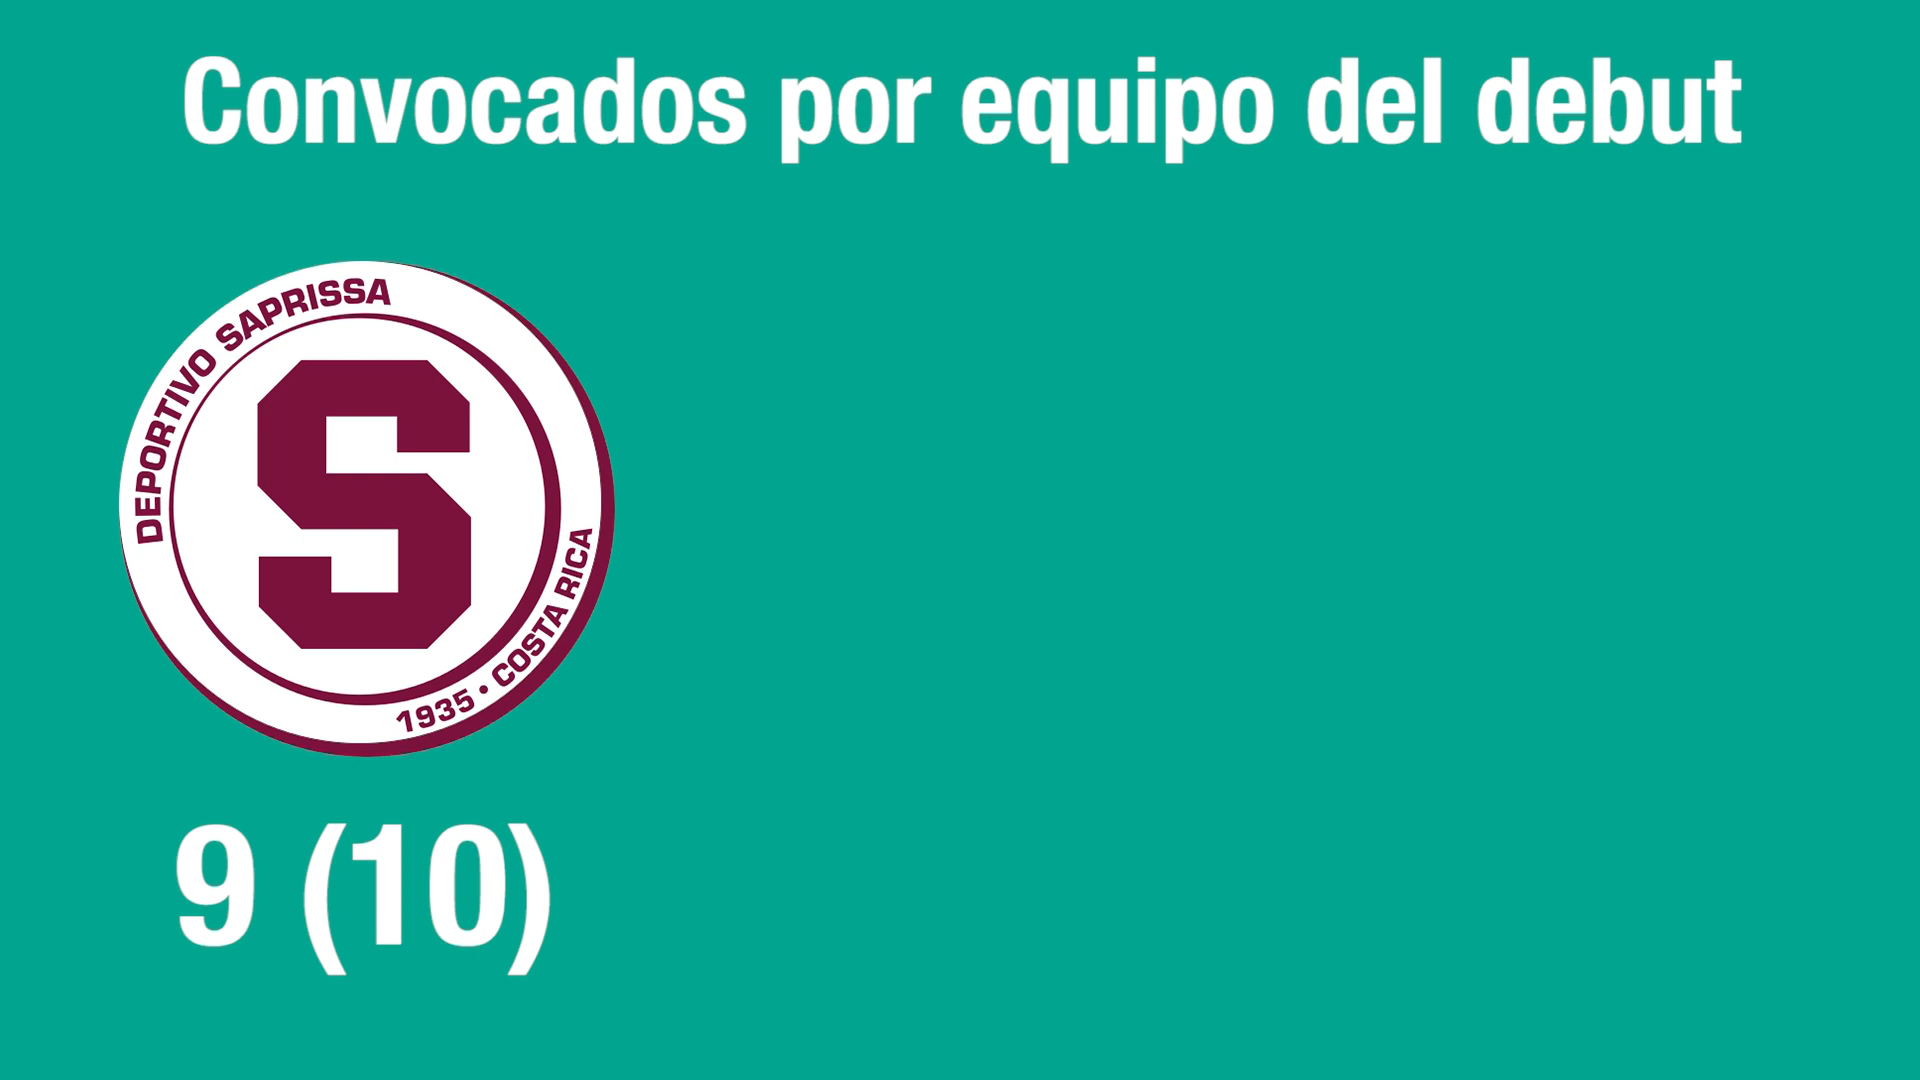 Convocados por equipo del debut
DEPORTIVO SAPRISSA
S
1935 • COSTA RICA
9 (10)